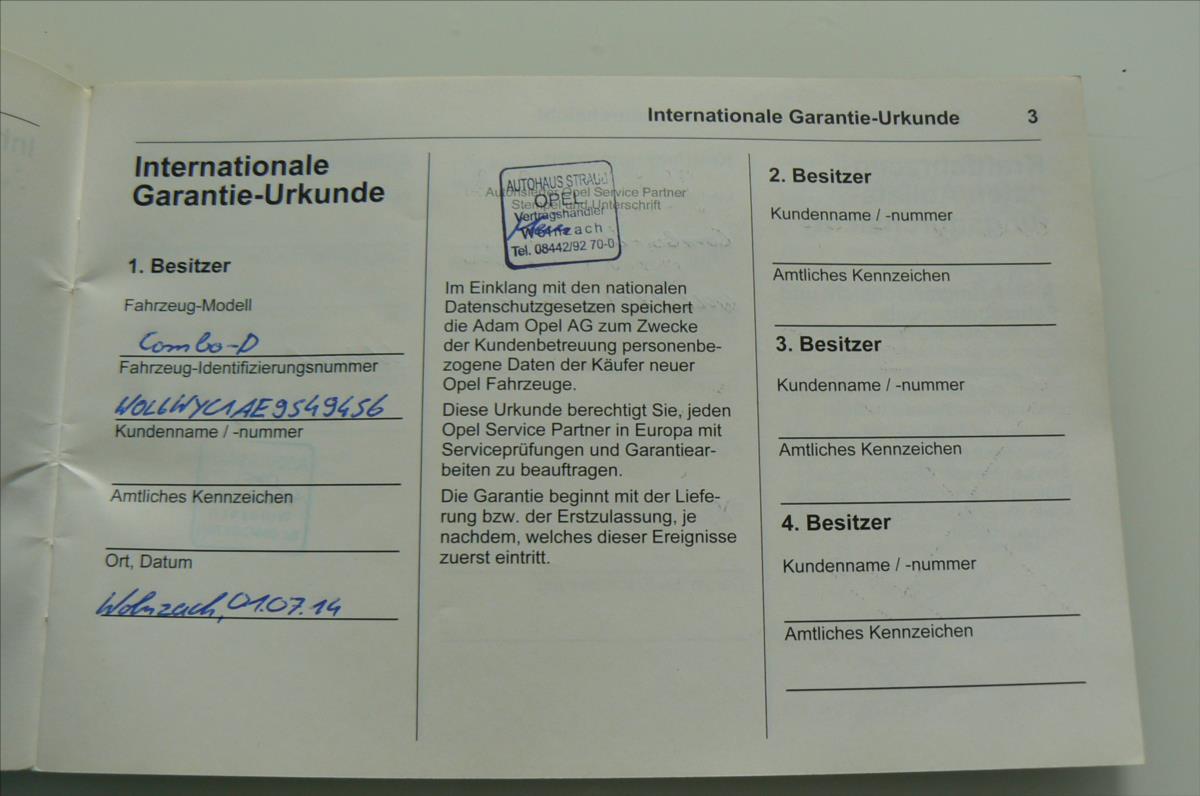 Internationale Garantie-Urkunde 3
Internationale
Garantie-Urkunde
1. Besitzer
Fahrzeug-Modell
Combo-D
Fahrzeug-Identifizierungsnummer
W0L6WYC1AE9549456
Kundenname / -nummer
Amtliches Kennzeichen
Ort, Datum
Wolnzach, 01.07.14
AUTOHAUS STRAUB
Autorisierter Opel Service Partner
OPEL
Stempel und Unterschrift
Vertragshändler
Wolnzach
Tel. 08442/92 70-0
Im Einklang mit den nationalen
Datenschutzgesetzen speichert
die Adam Opel AG zum Zwecke
der Kundenbetreuung personenbe-
zogene Daten der Käufer neuer
Opel Fahrzeuge.
Diese Urkunde berechtigt Sie, jeden
Opel Service Partner in Europa mit
Serviceprüfungen und Garantiear-
beiten zu beauftragen.
Die Garantie beginnt mit der Liefe-
rung bzw. der Erstzulassung, je
nachdem, welches dieser Ereignisse
zuerst eintritt.
2. Besitzer
Kundenname / -nummer
Amtliches Kennzeichen
3. Besitzer
Kundenname / -nummer
Amtliches Kennzeichen
4. Besitzer
Kundenname / -nummer
Amtliches Kennzeichen